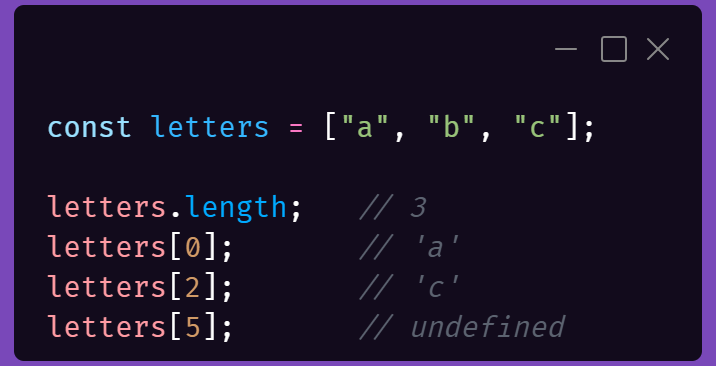 const letters = ["a", "b", "c"];
letters.length;   // 3
letters[0];       // 'a'
letters[2];       // 'c'
letters[5];       // undefined